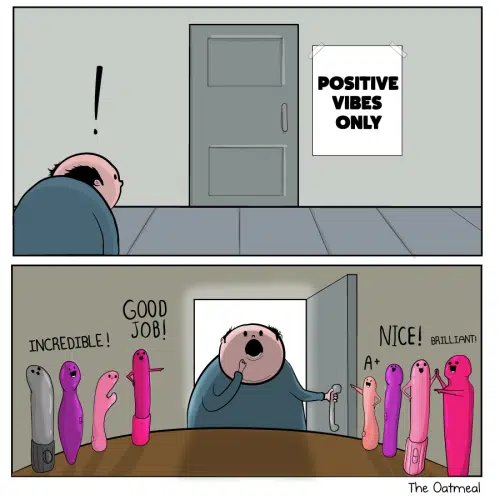 !
POSITIVE
VIBES
ONLY
INCREDIBLE!
GOOD
JOB!
A+
NICE!
BRILLIANT!
The Oatmeal